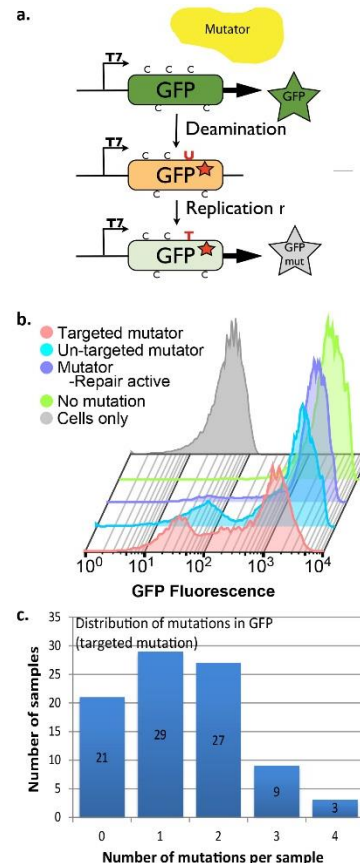 a.
Mutator
T7
C C C
GFP
GFP
C C
Deamination
T7
C C U
GFP
C C
Replication r
T7
C C T
GFP
GFP
mut
C C
b.
Targeted mutator
Un-targeted mutator
Mutator
-Repair active
No mutation
Cells only
10⁰ 10¹ 10² 10³ 10⁴
GFP Fluorescence
c.
Distribution of mutations in GFP
(targeted mutation)
Number of samples
35
30
25
20
15
10
5
0
21 29 27 9 3
0 1 2 3 4
Number of mutations per sample